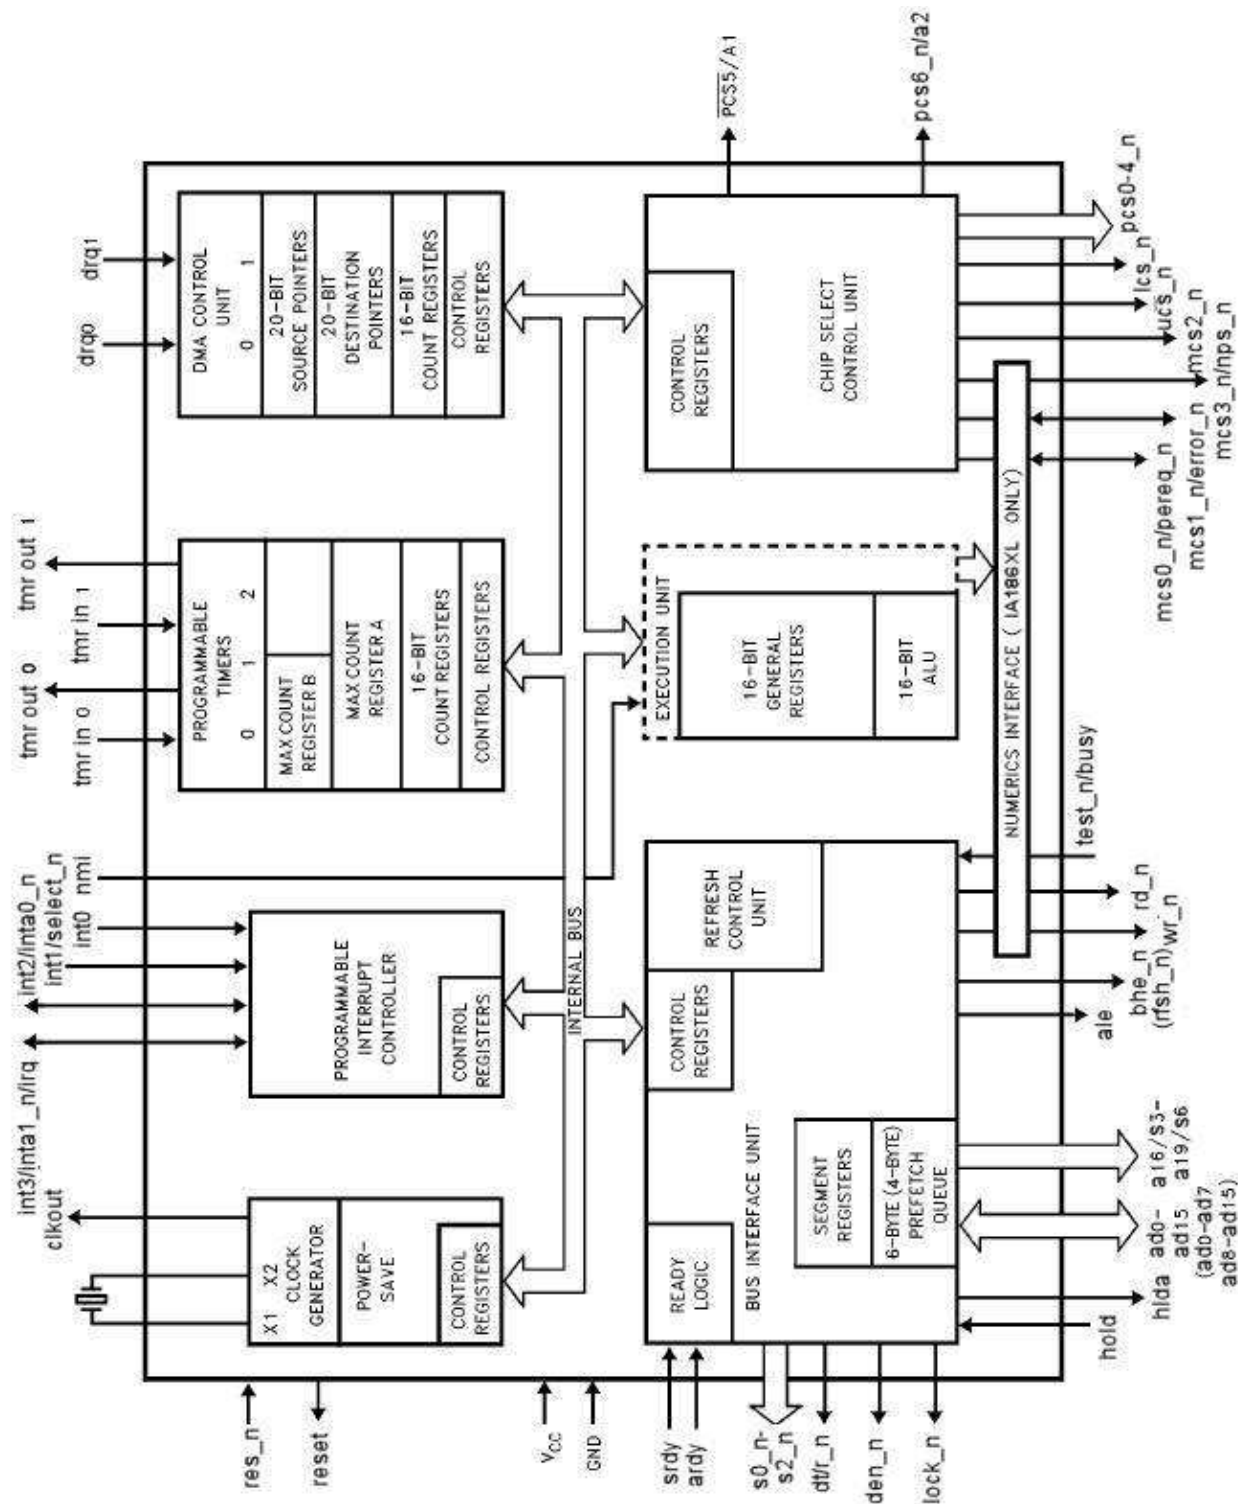 int3/inta1_n/irq
clkout
int2/inta0_n
int1/select_n
int0
nmi
tmr out 0
tmr in 0
tmr out 1
tmr in 1
drq0
drq1
res_n
reset
X1 X2
CLOCK
GENERATOR
POWER-
SAVE
CONTROL
REGISTERS
PROGRAMMABLE
INTERRUPT
CONTROLLER
CONTROL
REGISTERS
PROGRAMMABLE
TIMERS
0 1 2
MAX COUNT
REGISTER B
MAX COUNT
REGISTER A
16-BIT
COUNT REGISTERS
CONTROL REGISTERS
DMA CONTROL
UNIT
0 1
20-BIT
SOURCE POINTERS
20-BIT
DESTINATION
POINTERS
16-BIT
COUNT REGISTERS
CONTROL
REGISTERS
VCC
GND
INTERNAL BUS
srdy
ardy
s0_n-
s2_n
dt/r_n
den_n
lock_n
READY
LOGIC
BUS INTERFACE UNIT
CONTROL
REGISTERS
REFRESH
CONTROL
UNIT
SEGMENT
REGISTERS
6-BYTE (4-BYTE)
PREFETCH
QUEUE
EXECUTION UNIT
16-BIT
GENERAL
REGISTERS
16-BIT
ALU
CONTROL
REGISTERS
CHIP SELECT
CONTROL UNIT
PCS5/A1
pcs6_n/a2
NUMERICS INTERFACE ( IA186XL ONLY)
hold
hlda
ad0-
ad15
(ad0-ad7
ad8-ad15)
a16/s3-
a19/s6
ale
bhe_n
(rfsh_n)
wr_n
rd_n
test_n/busy
mcs0_n/pereq_n
mcs1_n/error_n
mcs3_n/nps_n
mcs2_n
ucs_n
lcs_n
pcs0-4_n